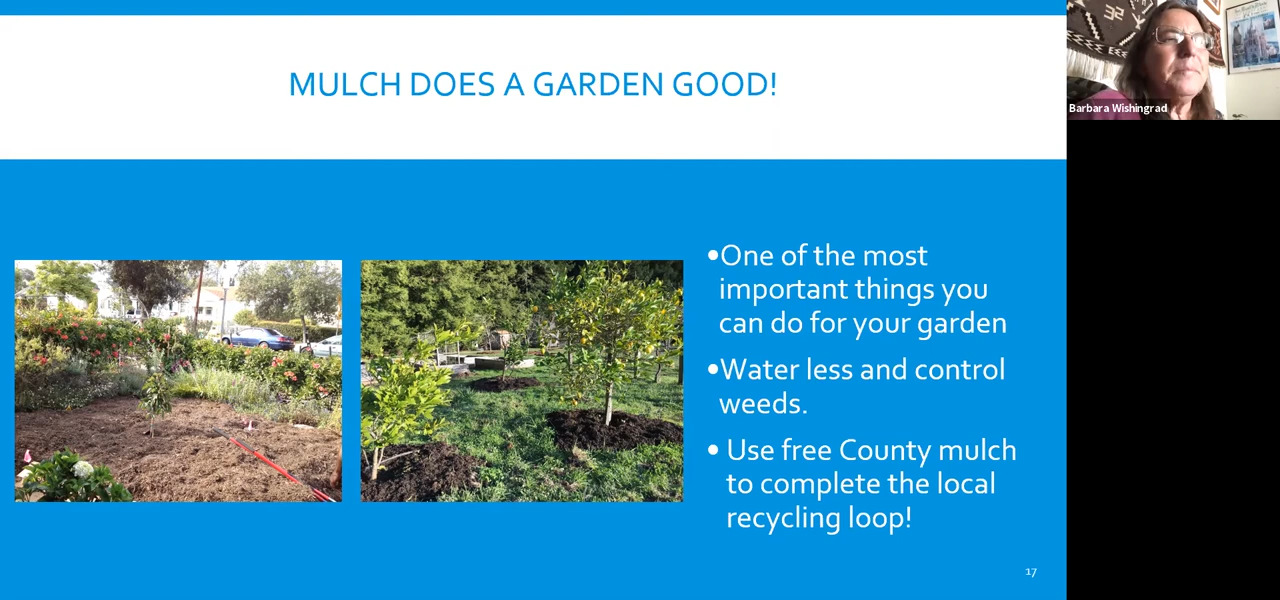 MULCH DOES A GARDEN GOOD!
•One of the most
important things you
can do for your garden
•Water less and control
weeds.
• Use free County mulch
to complete the local
recycling loop!
17
Barbara Wishingrad